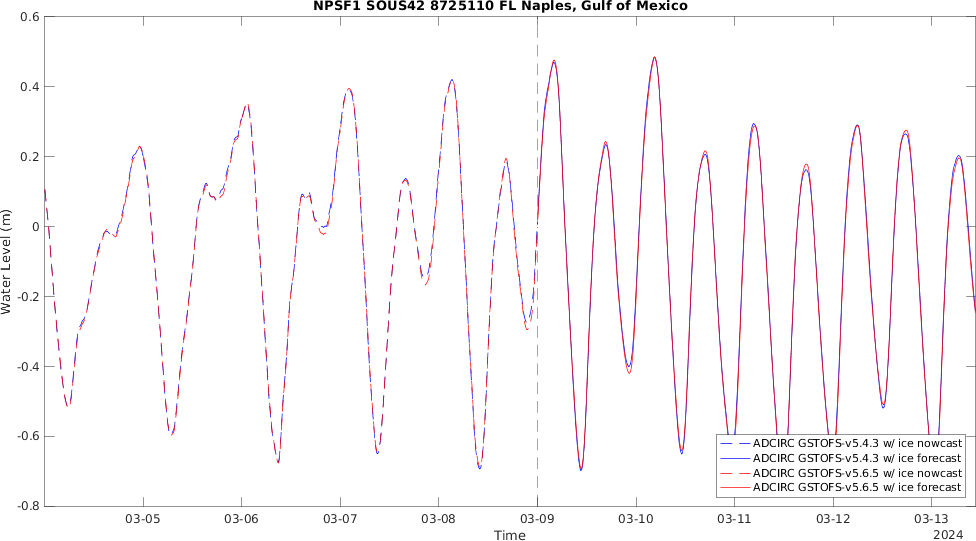 NPSF1 SOUS42 8725110 FL Naples, Gulf of Mexico
0.6
0.4
0.2
0
-0.2
-0.4
-0.6
-0.8
Water Level (m)
ADCIRC GSTOFS-v5.4.3 w/ ice nowcast
ADCIRC GSTOFS-v5.4.3 w/ ice forecast
ADCIRC GSTOFS-v5.6.5 w/ ice nowcast
ADCIRC GSTOFS-v5.6.5 w/ ice forecast
03-05 03-06 03-07 03-08 03-09 03-10 03-11 03-12 03-13
Time
2024